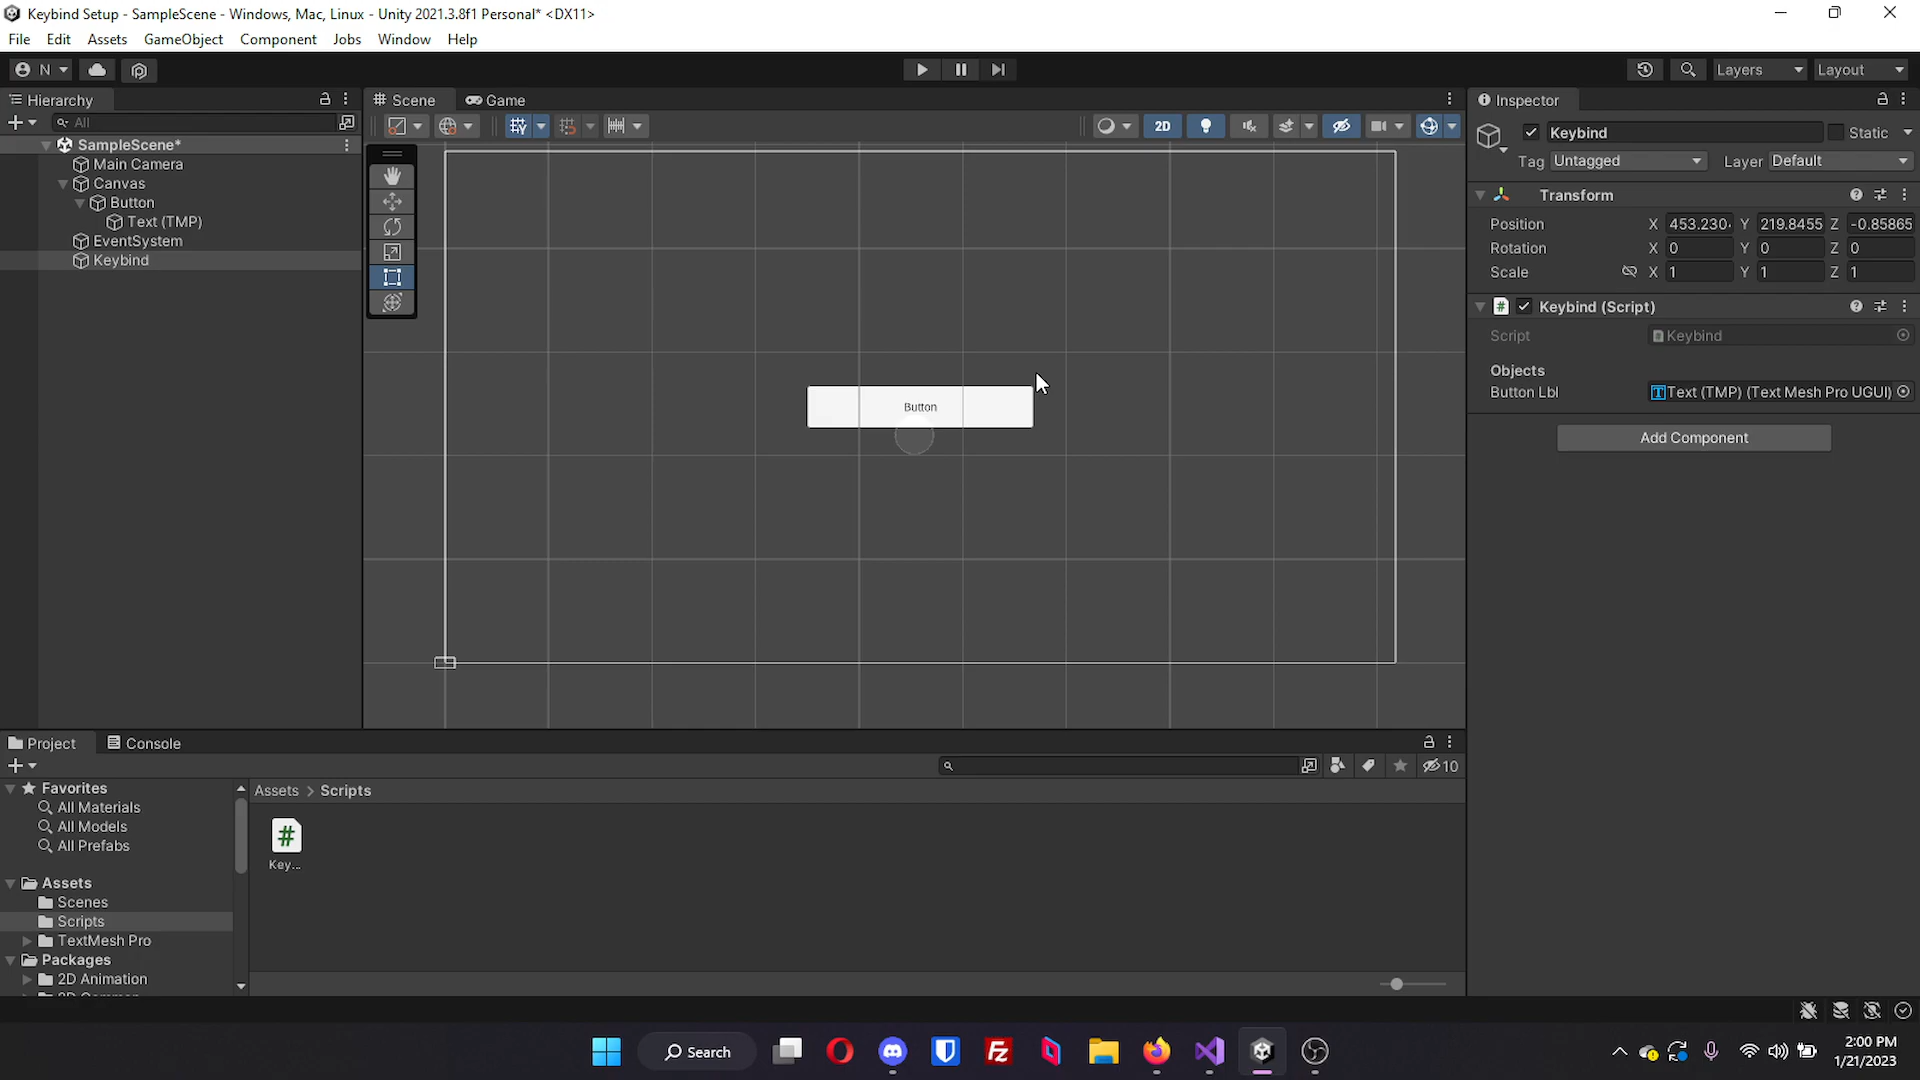 Keybind Setup - SampleScene - Windows, Mac, Linux - Unity 2021.3.8f1 Personal* <DX11>
File Edit Assets GameObject Component Jobs Window Help
N
Layers Layout
Hierarchy
All
SampleScene*
Main Camera
Canvas
Button
Text (TMP)
EventSystem
Keybind
Scene Game
2D
Button
Inspector
Keybind Static
Tag Untagged Layer Default
Transform
Position X 453.230 Y 219.8455 Z -0.85865
Rotation X 0 Y 0 Z 0
Scale X 1 Y 1 Z 1
Keybind (Script)
Script Keybind
Objects
Button Lbl Text (TMP) (Text Mesh Pro UGUI)
Add Component
Project Console
10
Favorites
All Materials
All Models
All Prefabs
Assets
Scenes
Scripts
TextMesh Pro
Packages
2D Animation
Assets > Scripts
Key...
Search
2:00 PM
1/21/2023